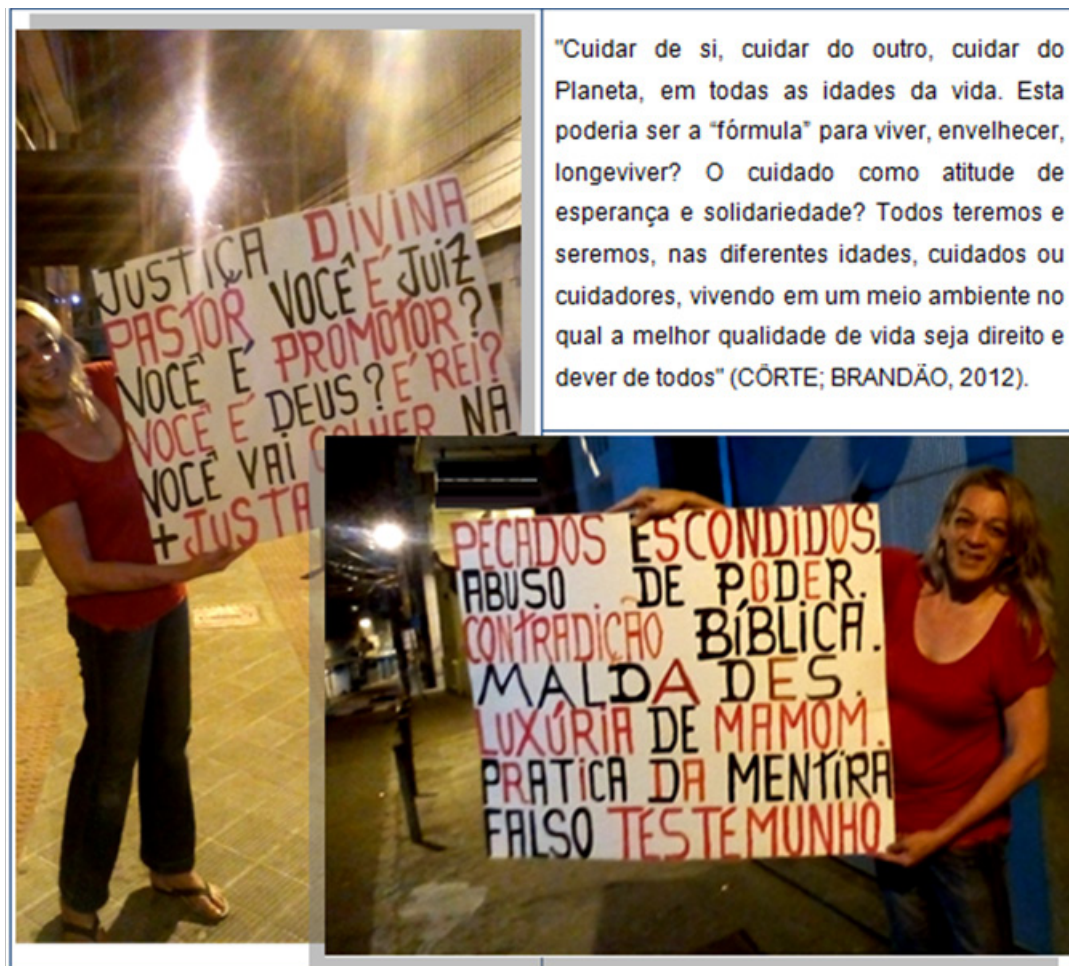 "Cuidar de si, cuidar do outro, cuidar do
Planeta, em todas as idades da vida. Esta
poderia ser a “fórmula” para viver, envelhecer,
longeviver? O cuidado como atitude de
esperança e solidariedade? Todos teremos e
seremos, nas diferentes idades, cuidados ou
cuidadores, vivendo em um meio ambiente no
qual a melhor qualidade de vida seja direito e
dever de todos" (CÔRTE; BRANDÃO, 2012).
JUSTIÇA DIVINA
PASTOR VOCÊ É JUIZ
VOCÊ É PROMOTOR?
VOCÊ É DEUS? É REI?
VOCÊ VAI COLHER NA
+JUSTA
PECADOS ESCONDIDOS.
ABUSO DE PODER.
CONTRADIÇÃO BÍBLICA.
MALDADES.
LUXÚRIA DE MAMOM.
PRATICA DA MENTIRA
FALSO TESTEMUNHO